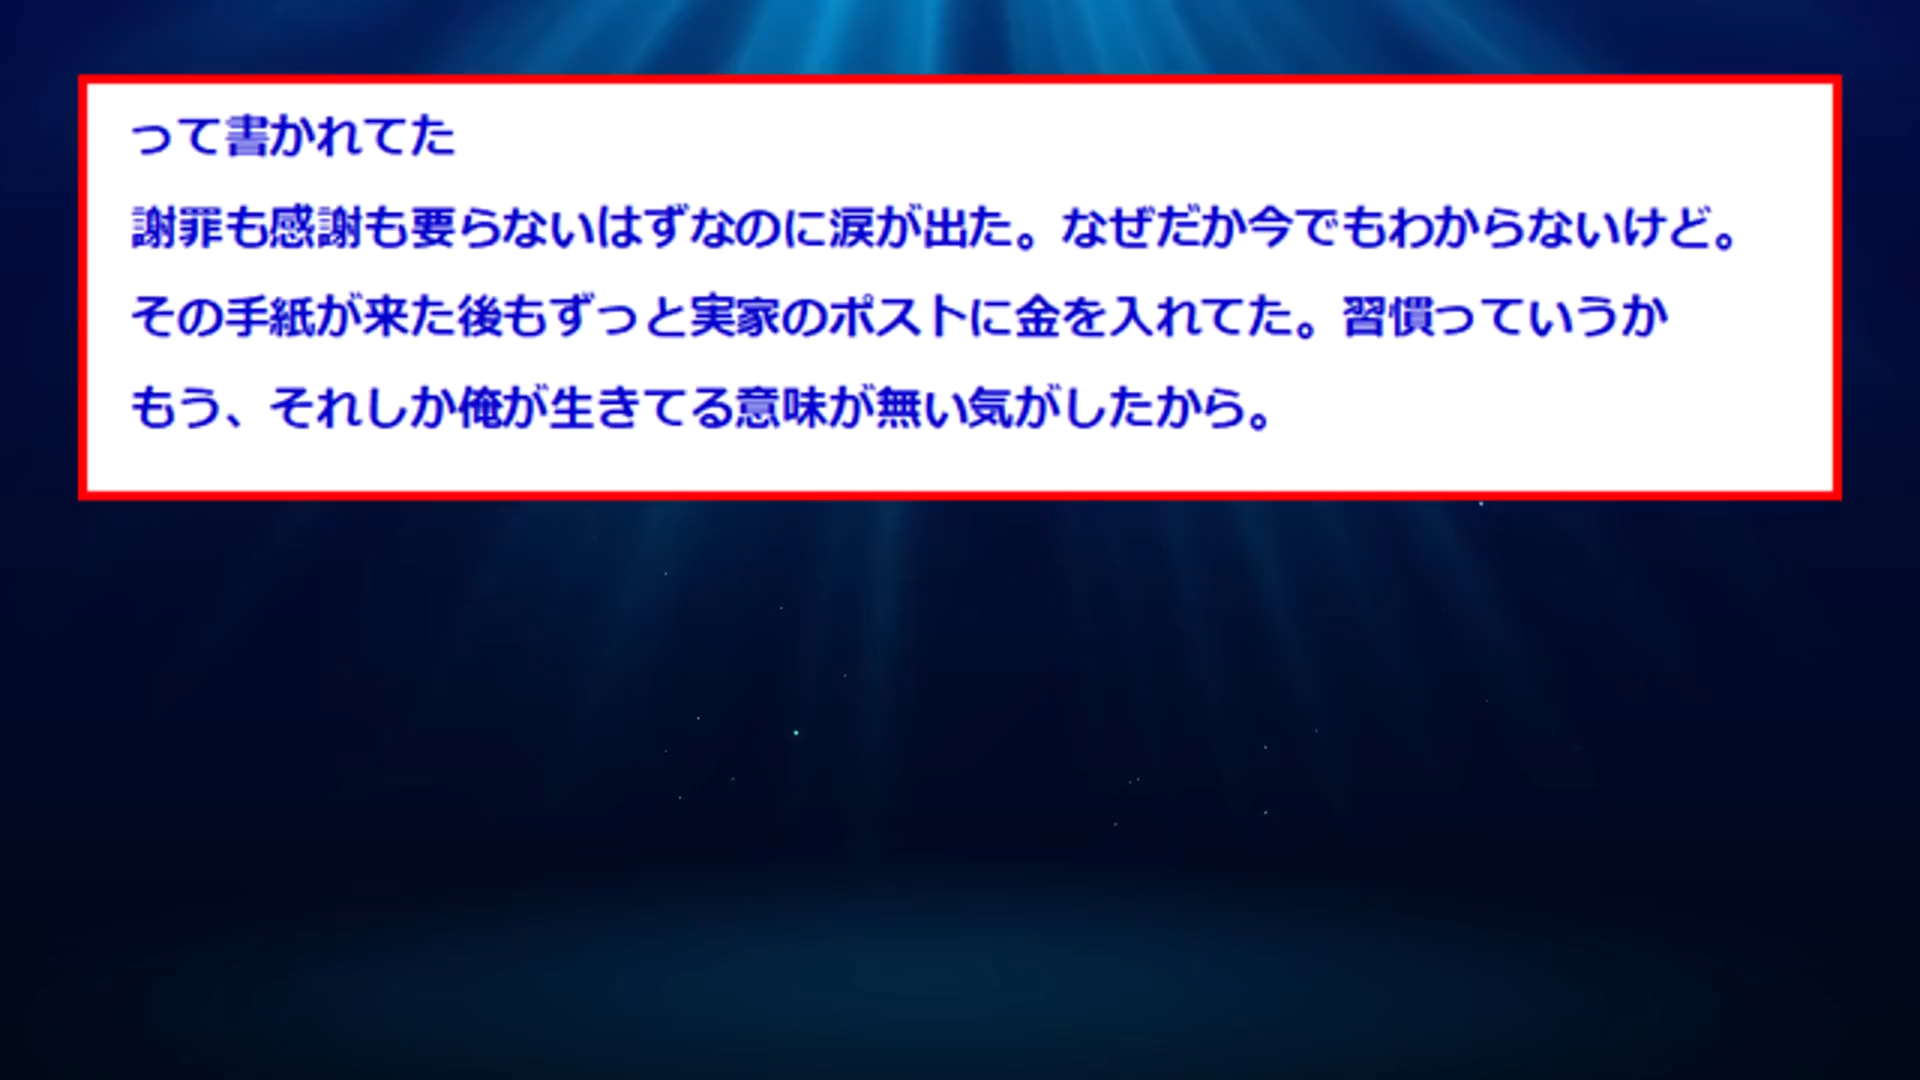 って書かれてた
謝罪も感謝も要らないはずなのに涙が出た。なぜだか今でもわからないけど。
その手紙が来た後もずっと実家のポストに金を入れてた。習慣っていうか
もう、それしか俺が生きてる意味が無い気がしたから。